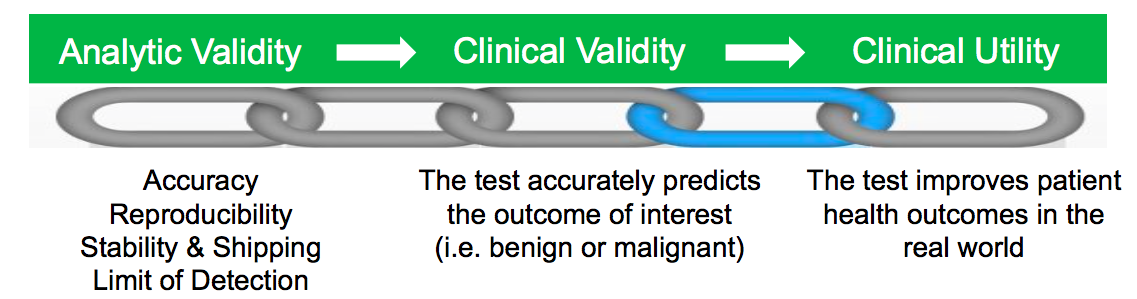 Analytic Validity
Clinical Validity
Clinical Utility
Accuracy
Reproducibility
Stability & Shipping
Limit of Detection
The test accurately predicts
the outcome of interest
(i.e. benign or malignant)
The test improves patient
health outcomes in the
real world